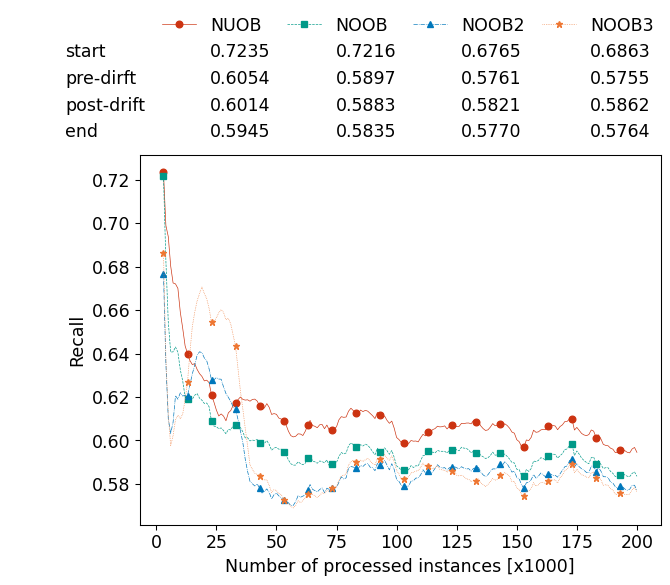 NUOB NOOB NOOB2 NOOB3
start 0.7235 0.7216 0.6765 0.6863
pre-dirft 0.6054 0.5897 0.5761 0.5755
post-drift 0.6014 0.5883 0.5821 0.5862
end 0.5945 0.5835 0.5770 0.5764
0.72
0.70
0.68
0.66
0.64
0.62
0.60
0.58
Recall
0 25 50 75 100 125 150 175 200
Number of processed instances [x1000]